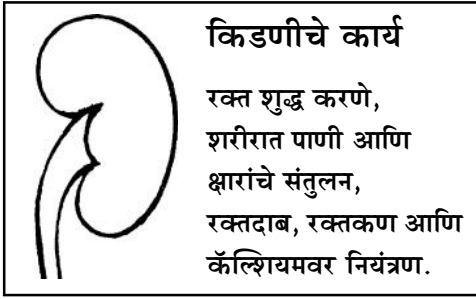 किडणीचे कार्य
रक्त शुद्ध करणे,
शरीरात पाणी आणि
क्षारांचे संतुलन,
रक्तदाब, रक्तकण आणि
कॅल्शियमवर नियंत्रण.